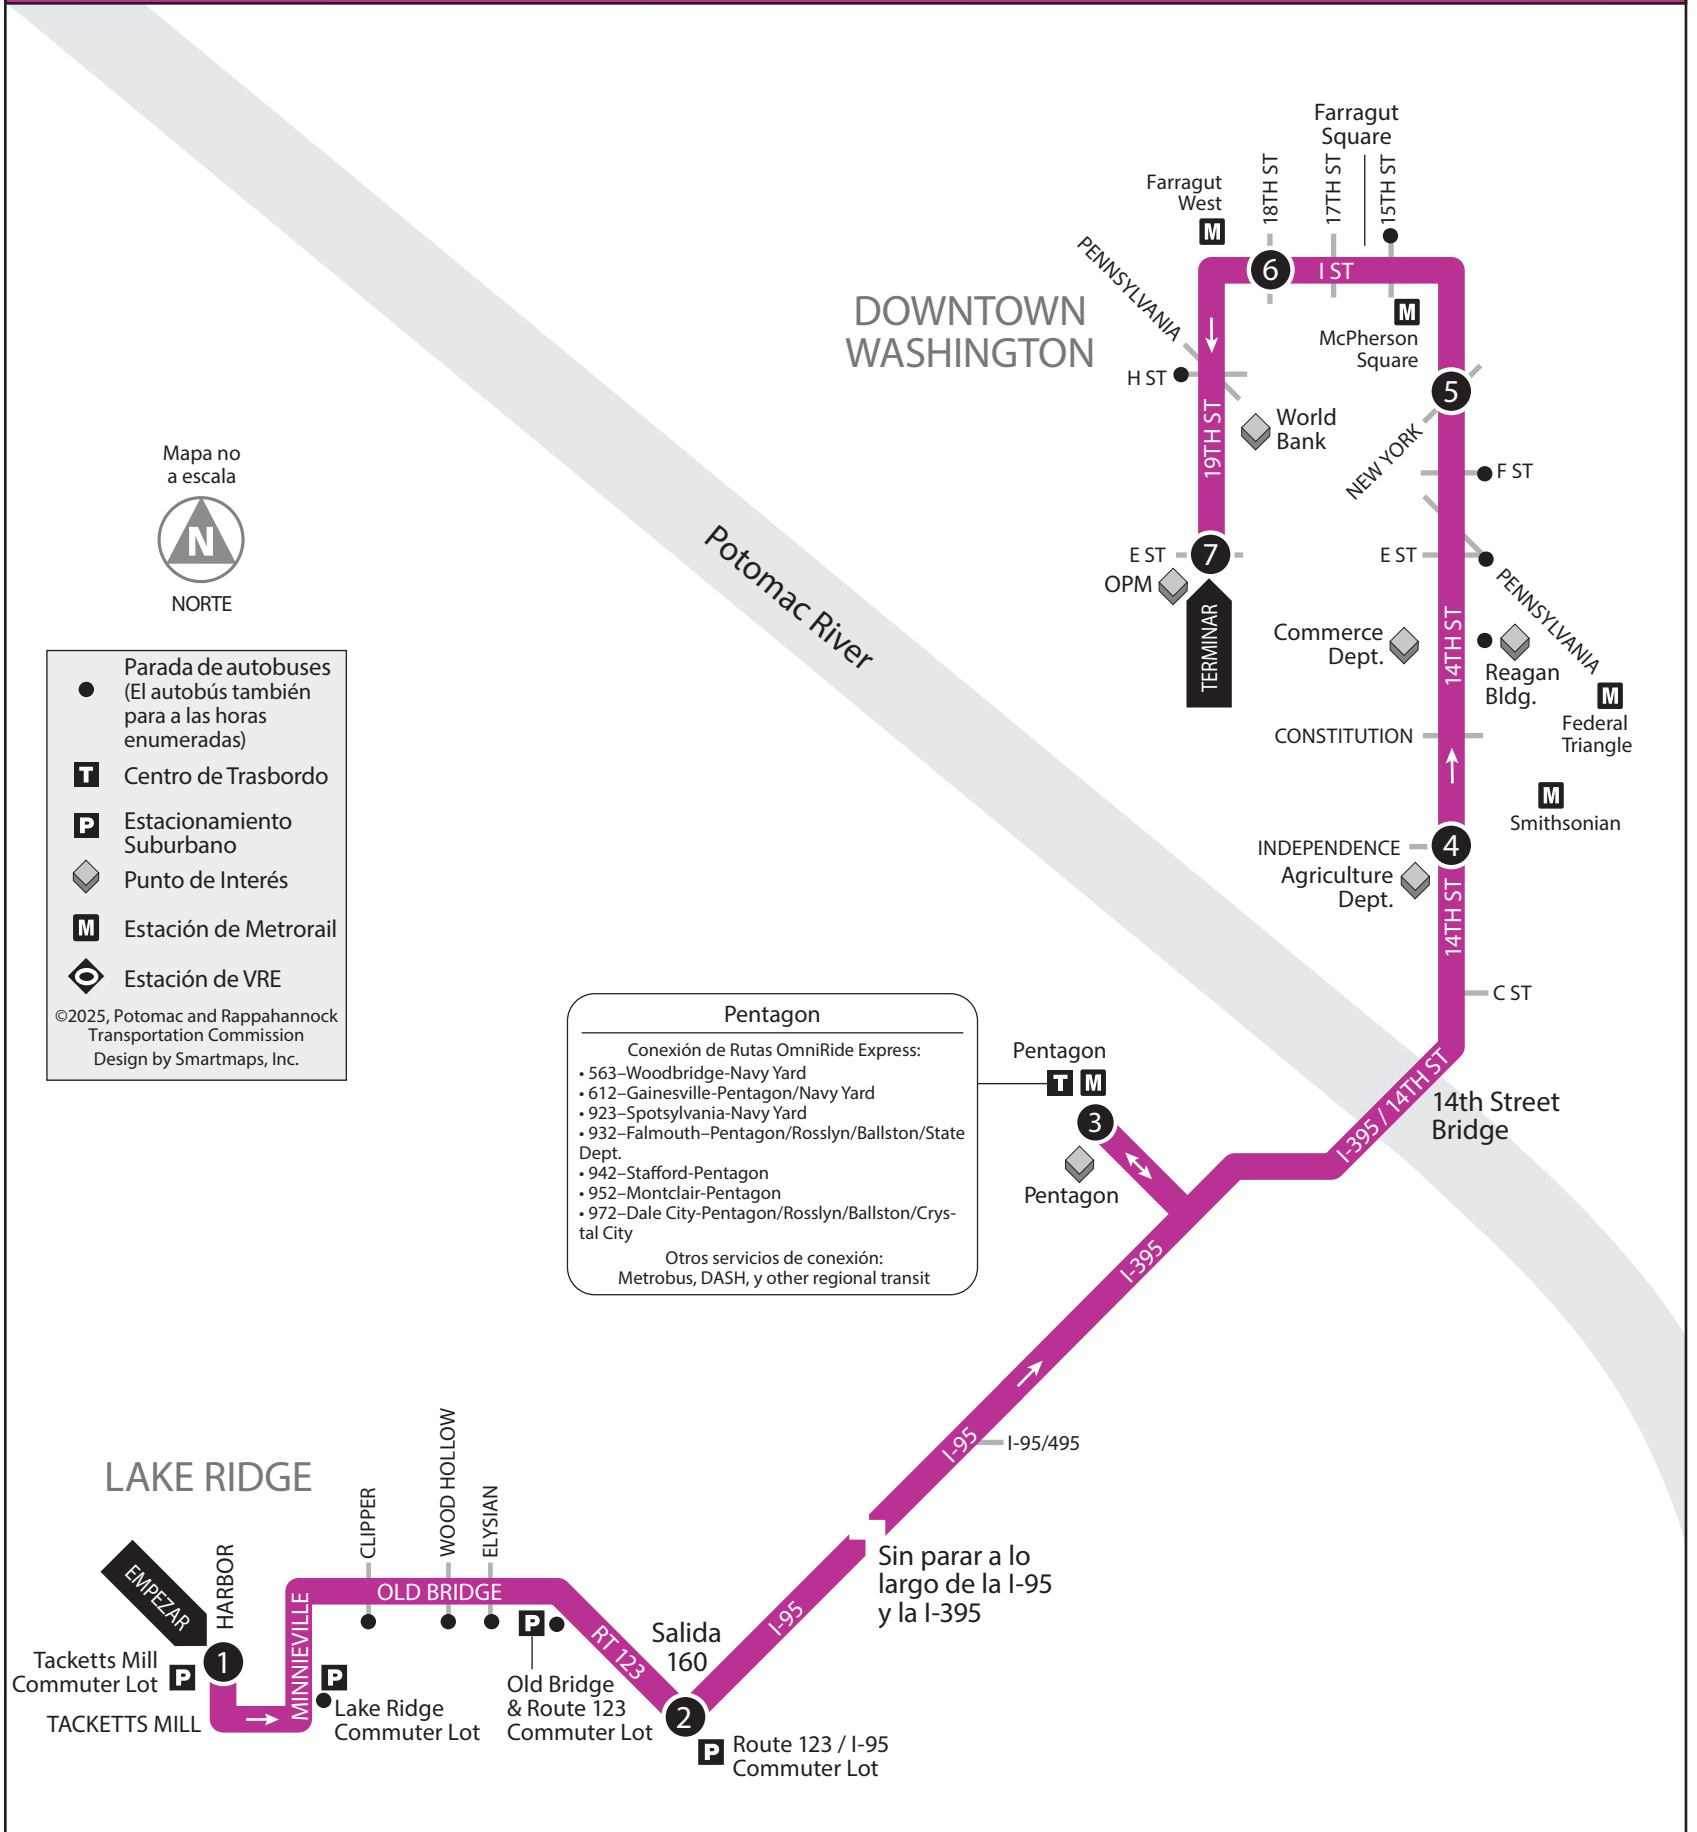 Farragut
Square
Farragut
West
M
18TH ST
17TH ST
15TH ST
PENNSYLVANIA
6
I ST
DOWNTOWN
WASHINGTON
M
McPherson
Square
H ST
5
19TH ST
World
Bank
NEW YORK
F ST
Mapa no
a escala
N
NORTE
Potomac River
E ST
7
OPM
TERMINAR
E ST
PENNSYLVANIA
14TH ST
Commerce
Dept.
Reagan
Bldg.
M
Federal
Triangle
CONSTITUTION
M
Smithsonian
INDEPENDENCE
4
Agriculture
Dept.
14TH ST
C ST
Parada de autobuses
(El autobús también
para a las horas
enumeradas)
T
Centro de Trasbordo
P
Estacionamiento
Suburbano
Punto de Interés
M
Estación de Metrorail
Estación de VRE
©2025, Potomac and Rappahannock
Transportation Commission
Design by Smartmaps, Inc.
Pentagon
Conexión de Rutas OmniRide Express:
• 563–Woodbridge-Navy Yard
• 612–Gainesville-Pentagon/Navy Yard
• 923–Spotsylvania-Navy Yard
• 932–Falmouth–Pentagon/Rosslyn/Ballston/State
Dept.
• 942–Stafford-Pentagon
• 952–Montclair-Pentagon
• 972–Dale City-Pentagon/Rosslyn/Ballston/Crys-
tal City
Otros servicios de conexión:
Metrobus, DASH, y other regional transit
Pentagon
T M
3
Pentagon
I-395 / 14TH ST
14th Street
Bridge
I-395
I-95
I-95/495
Sin parar a lo
largo de la I-95
y la I-395
LAKE RIDGE
EMPEZAR
HARBOR
CLIPPER
WOOD HOLLOW
ELYSIAN
OLD BRIDGE
MINNIEVILLE
1
Tacketts Mill
Commuter Lot
P
TACKETTS MILL
P
Lake Ridge
Commuter Lot
P
Old Bridge
& Route 123
Commuter Lot
RT 123
Salida
160
I-95
2
P
Route 123 / I-95
Commuter Lot